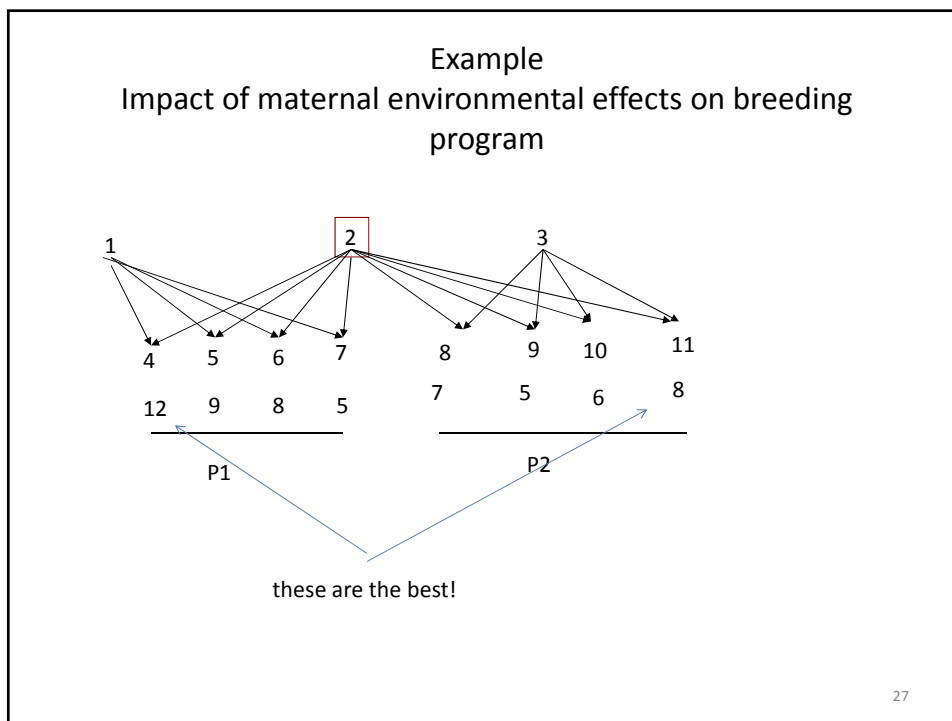 Example
Impact of maternal environmental effects on breeding
program
1 2 3
4 5 6 7 8 9 10 11
12 9 8 5 7 5 6 8
P1 P2
these are the best!
27